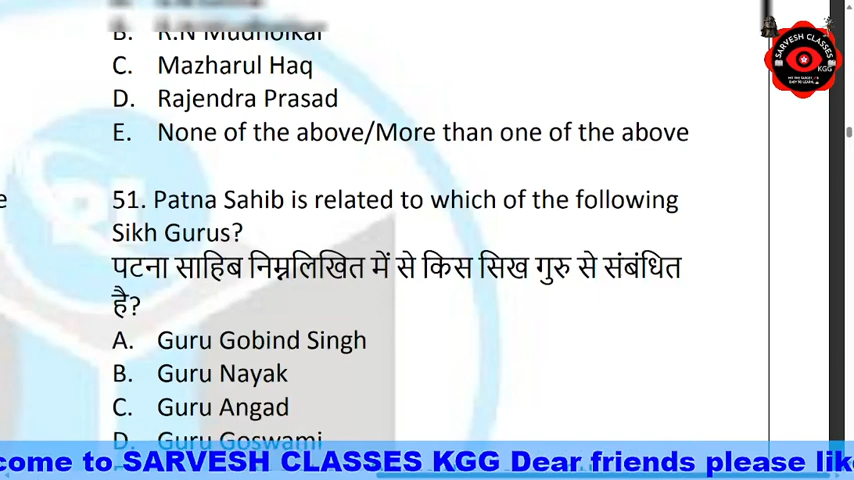 B. R.N Mudholkar
C. Mazharul Haq
D. Rajendra Prasad
E. None of the above/More than one of the above
51. Patna Sahib is related to which of the following
Sikh Gurus?
पटना साहिब निम्नलिखित में से किस सिख गुरु से संबंधित
है?
A. Guru Gobind Singh
B. Guru Nayak
C. Guru Angad
D. Guru Goswami
come to SARVESH CLASSES KGG Dear friends please like
SARVESH CLASSES
KGG
e